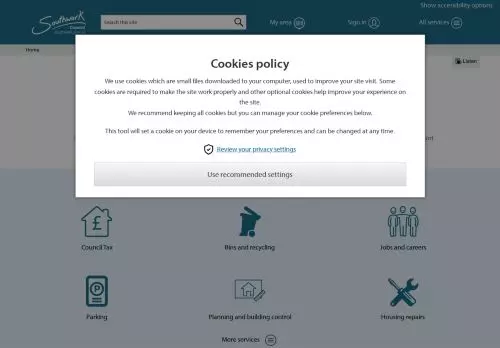 Show accessibility options
Southwark
Council
Search this site
My area
Sign in
All services
Home
Listen
Cookies policy
We use cookies which are small files downloaded to your computer, used to improve your site visit. Some
cookies are required to make the site work properly and other optional cookies help improve your experience on
the site.
We recommend keeping all cookies but you can manage your cookie preferences below.
This tool will set a cookie on your device to remember your preferences and can be changed at any time.
Review your privacy settings
Use recommended settings
Council Tax
Bins and recycling
Jobs and careers
Parking
Planning and building control
Housing repairs
More services